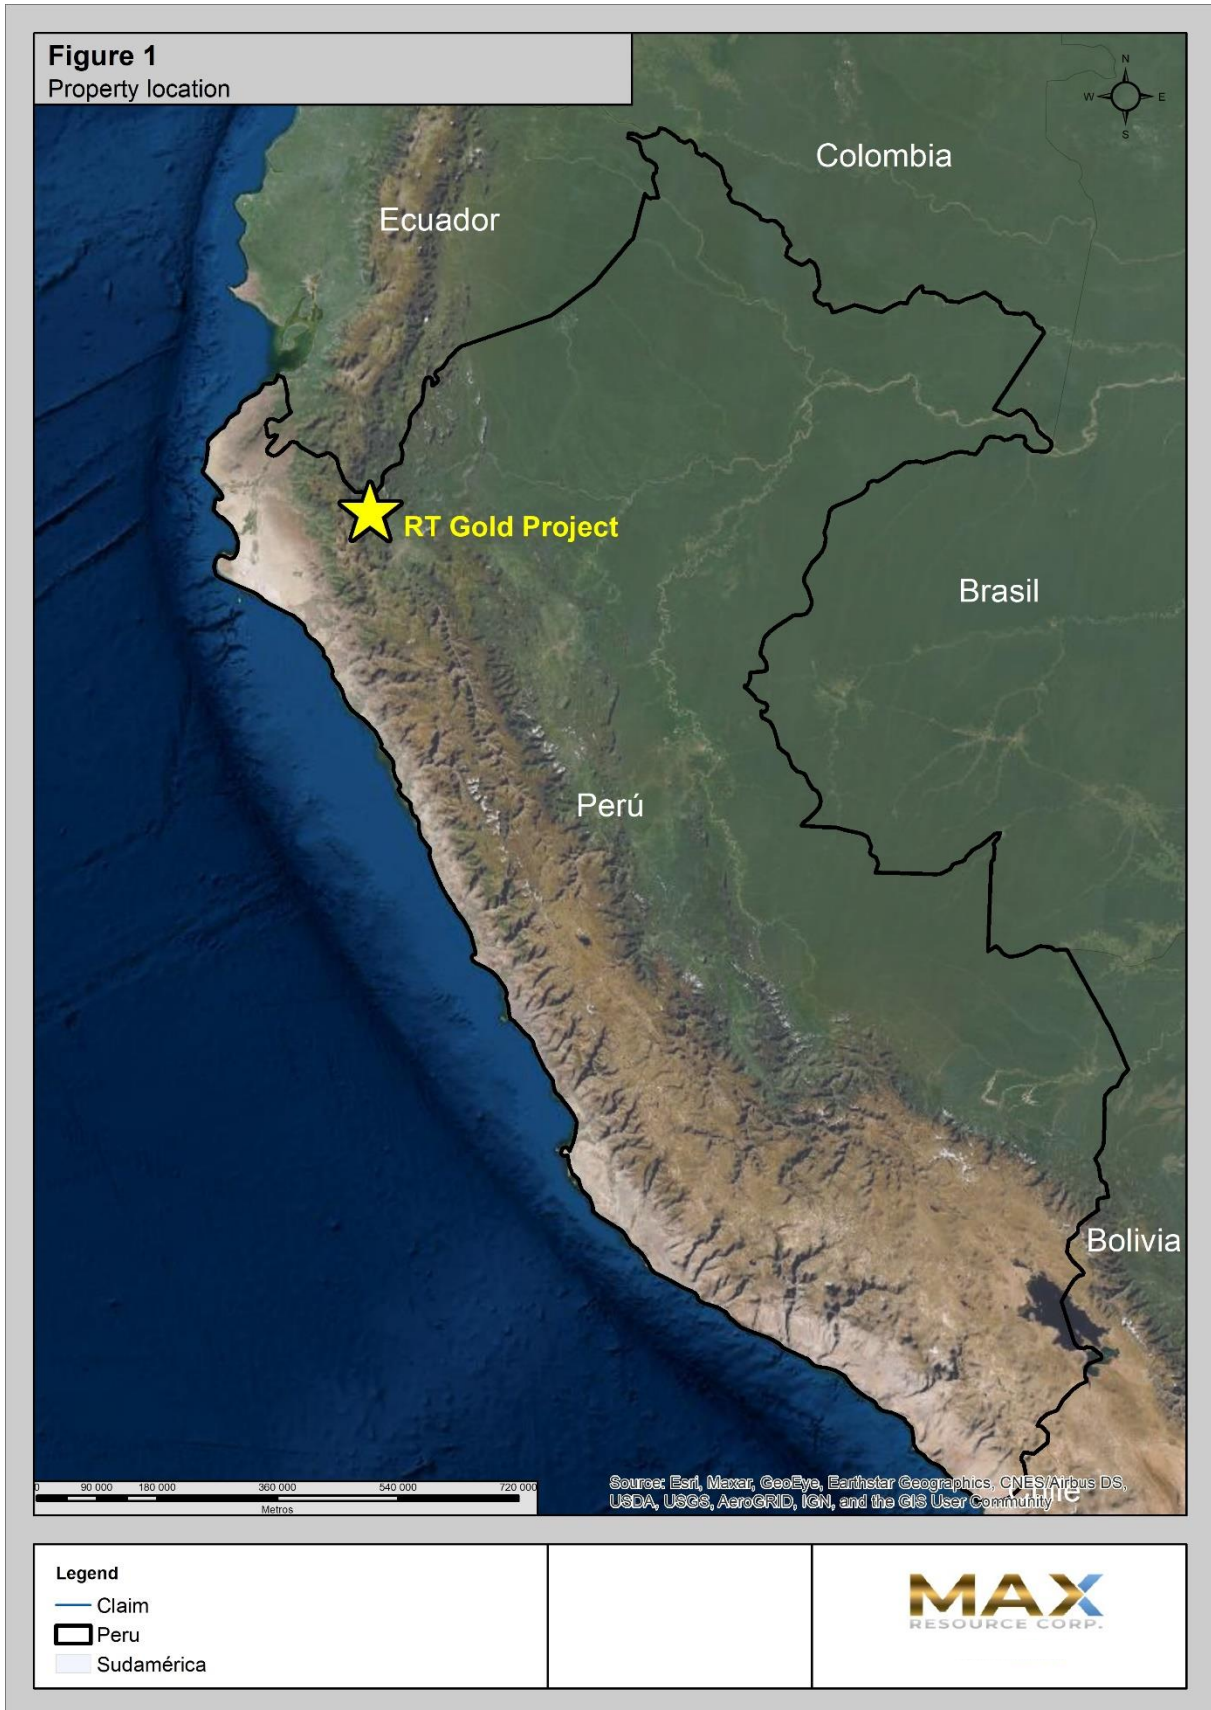 Figure 1
Property location
N
W
E
S
Colombia
Ecuador
RT Gold Project
Brasil
Perú
Bolivia
Chile
0 90 000 180 000 360 000 540 000 720 000
Metros
Source: Esri, Maxar, GeoEye, Earthstar Geographics, CNES/Airbus DS,
USDA, USGS, AeroGRID, IGN, and the GIS User Community
Legend
Claim
Peru
Sudamérica
MAX
RESOURCE CORP.